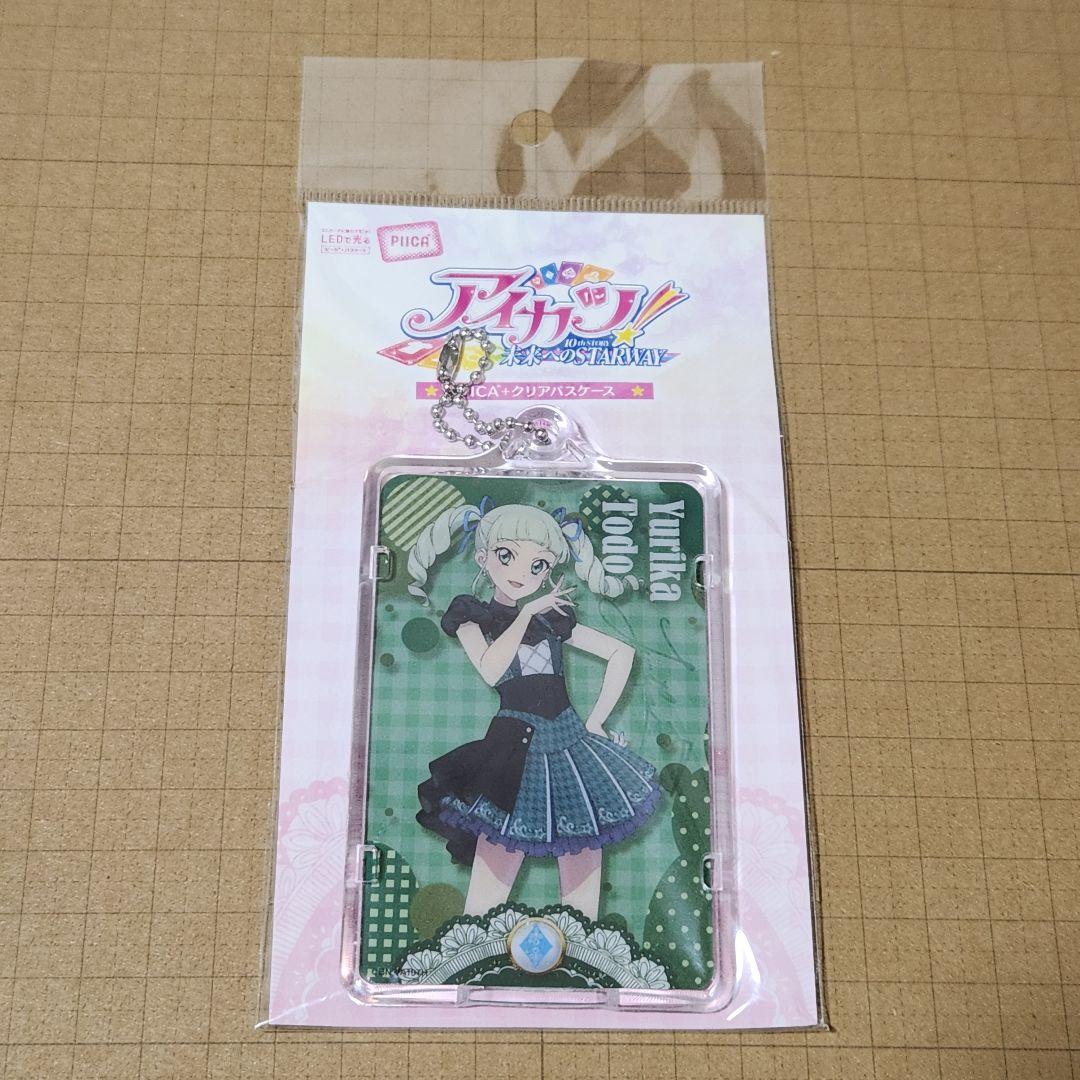 LEDで光る
PIICA
アイカツ!
10th STORY
未来へのSTARWAY
IICA+クリアパスケース
Yurika
Todo